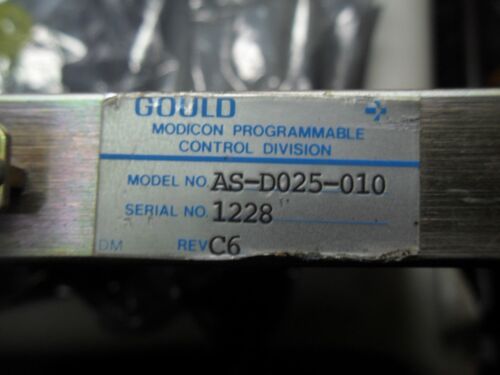 GOULD
MODICON PROGRAMMABLE
CONTROL DIVISION
MODEL NO. AS-D025-010
SERIAL NO. 1228
DM REV C6